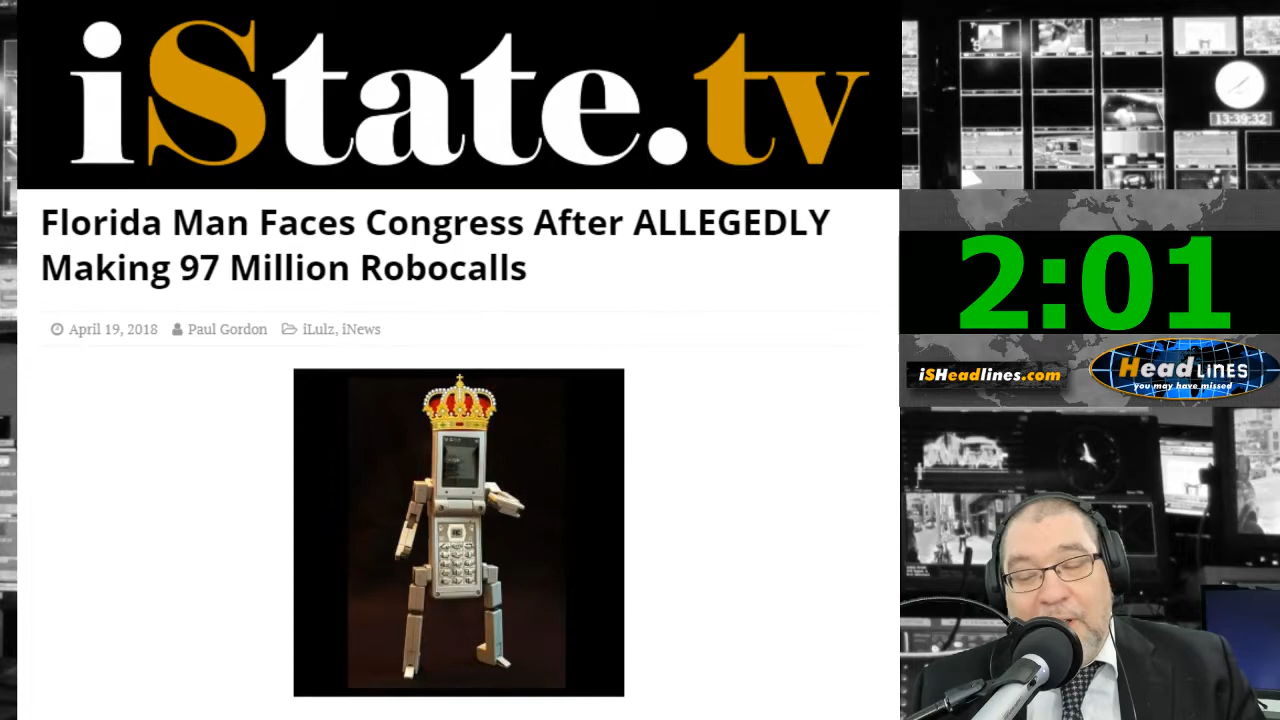 iState.tv
13:39:32
Florida Man Faces Congress After ALLEGEDLY
Making 97 Million Robocalls
April 19, 2018 Paul Gordon iLulz, iNews
2:01
iSHeadlines.com
HeadLINES
you may have missed